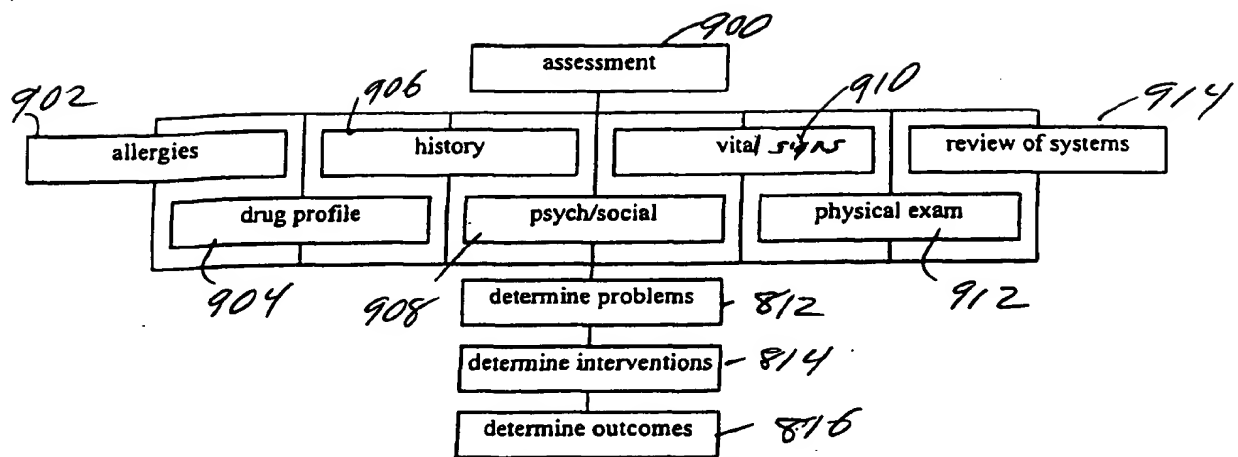 900
assessment
902
906
910
914
allergies
history
vital signs
review of systems
drug profile
psych/social
physical exam
904
908
912
determine problems
812
determine interventions
814
determine outcomes
816